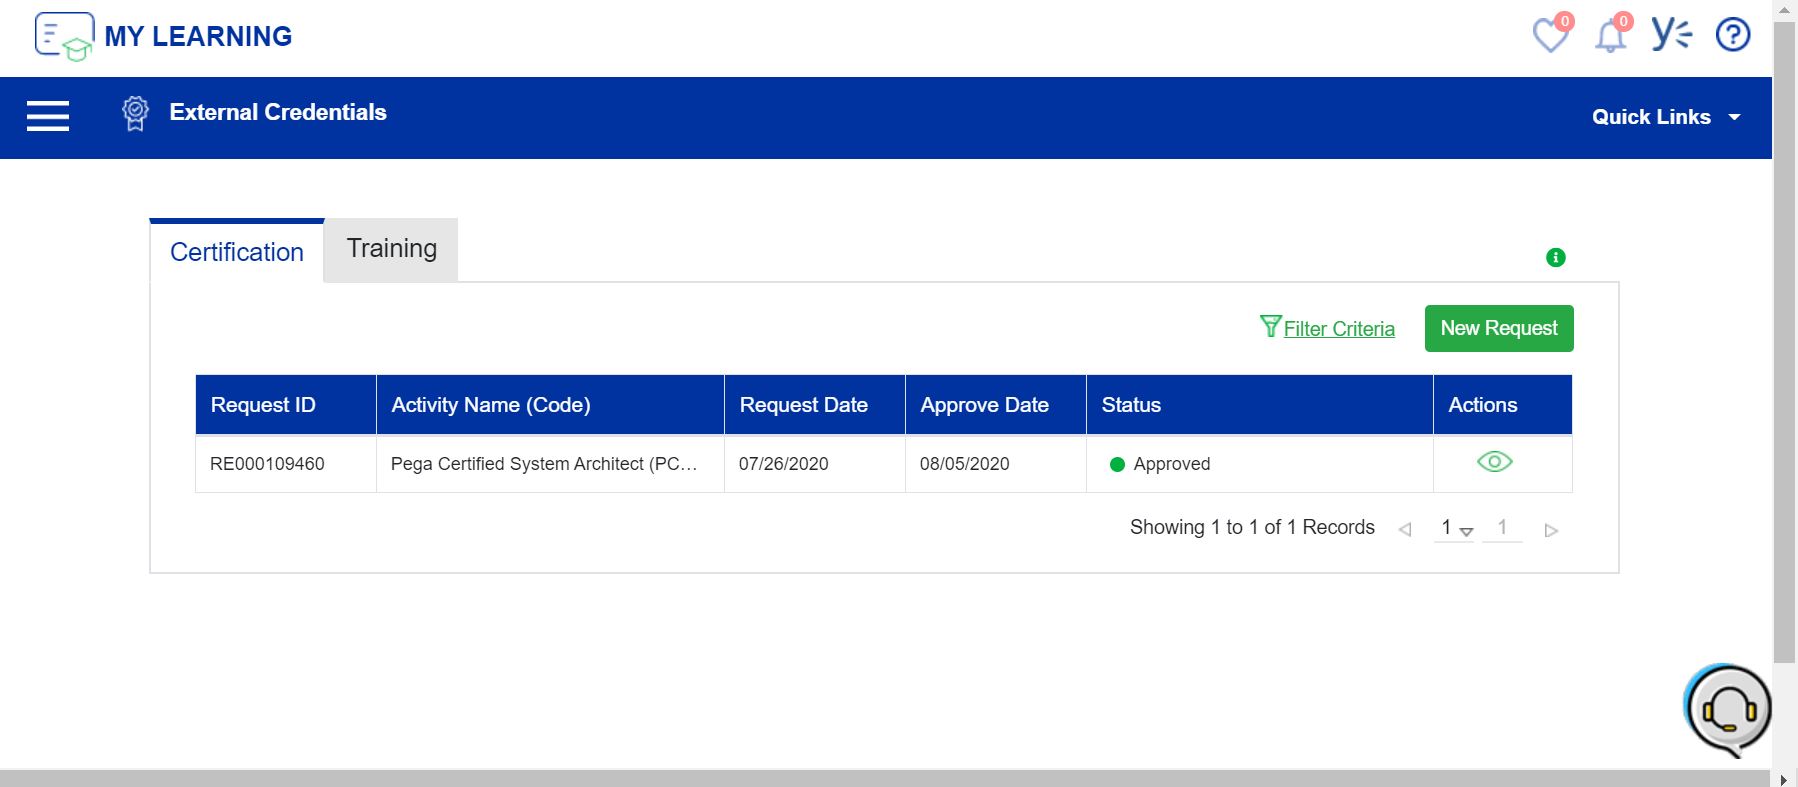 MY LEARNING
0
0
y
?
External Credentials
Quick Links
Certification
Training
i
Filter Criteria
New Request
Request ID Activity Name (Code) Request Date Approve Date Status Actions
RE000109460 Pega Certified System Architect (PC... 07/26/2020 08/05/2020 Approved
Showing 1 to 1 of 1 Records 1 1